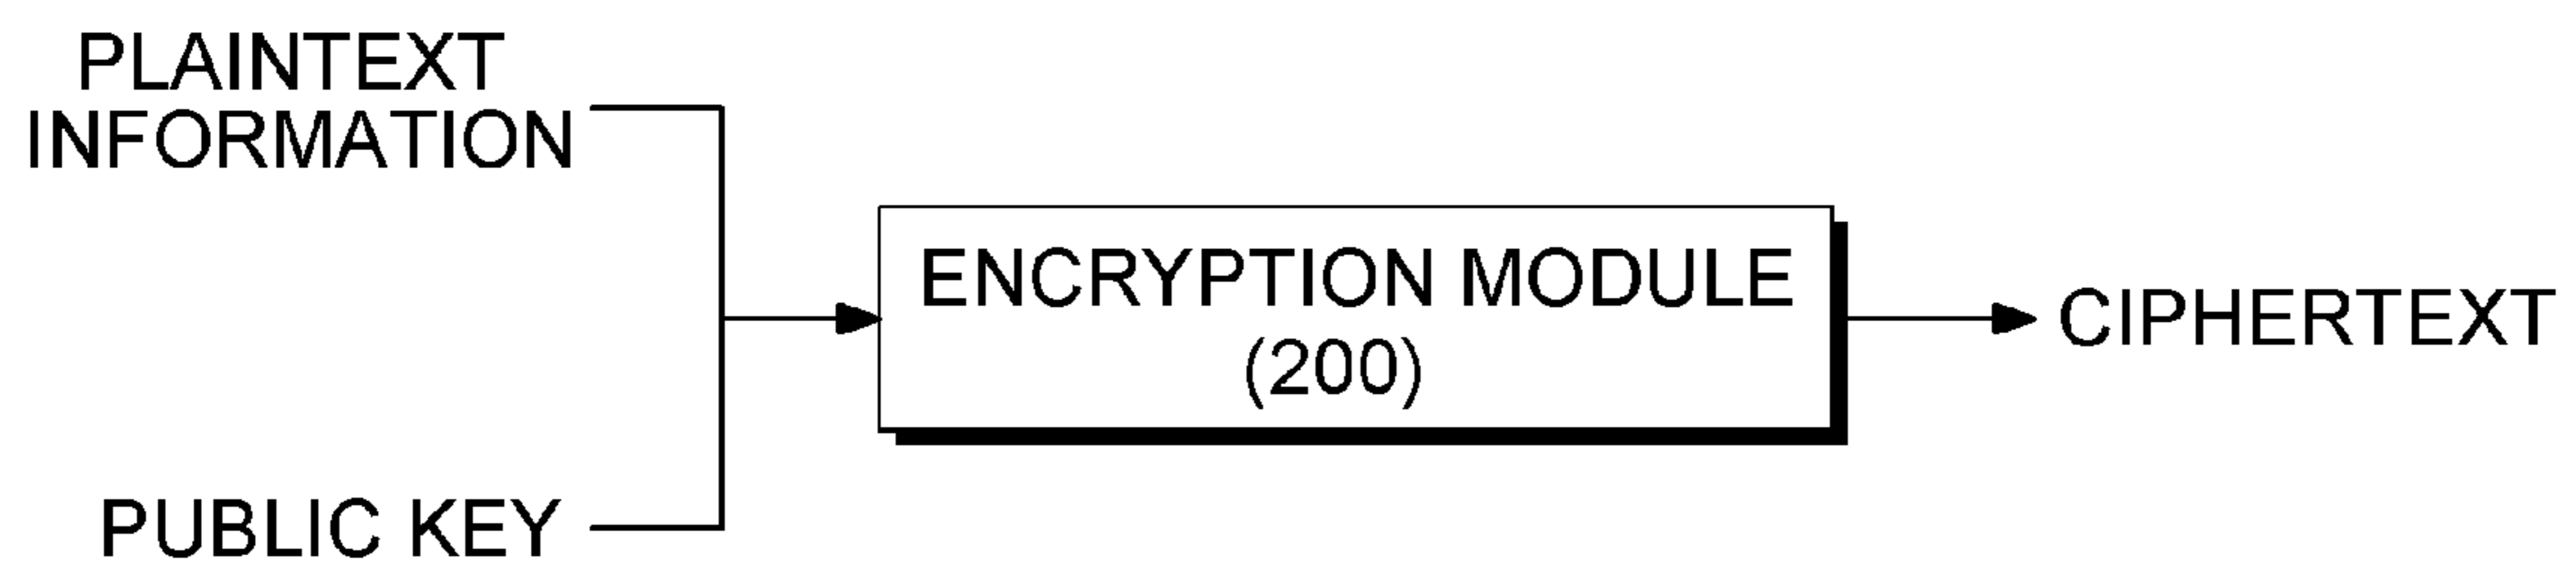 PLAINTEXT
INFORMATION
ENCRYPTION MODULE
(200)
CIPHERTEXT
PUBLIC KEY